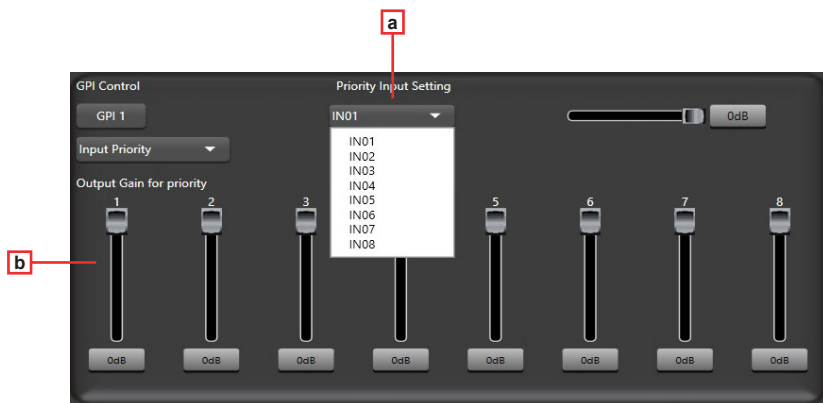 a
GPI Control
Priority Input Setting
GPI 1
IN01
0dB
Input Priority
IN01
IN02
IN03
IN04
IN05
IN06
IN07
IN08
Output Gain for priority
1 2 3 5 6 7 8
b
0dB 0dB 0dB 0dB 0dB 0dB 0dB 0dB